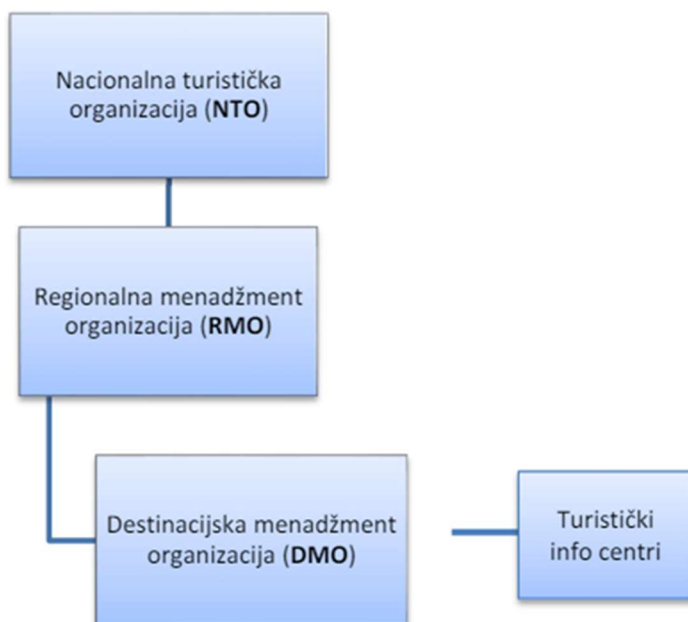 Nacionalna turistička
organizacija (NTO)
Regionalna menadžment
organizacija (RMO)
Destinacijska menadžment
organizacija (DMO)
Turistički
info centri